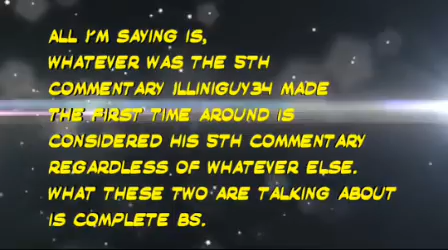 ALL I'M SAYING IS,
WHATEVER WAS THE 5TH
COMMENTARY ILLINIGUY34 MADE
THE FIRST TIME AROUND IS
CONSIDERED HIS 5TH COMMENTARY
REGARDLESS OF WHATEVER ELSE.
WHAT THESE TWO ARE TALKING ABOUT
IS COMPLETE BS.